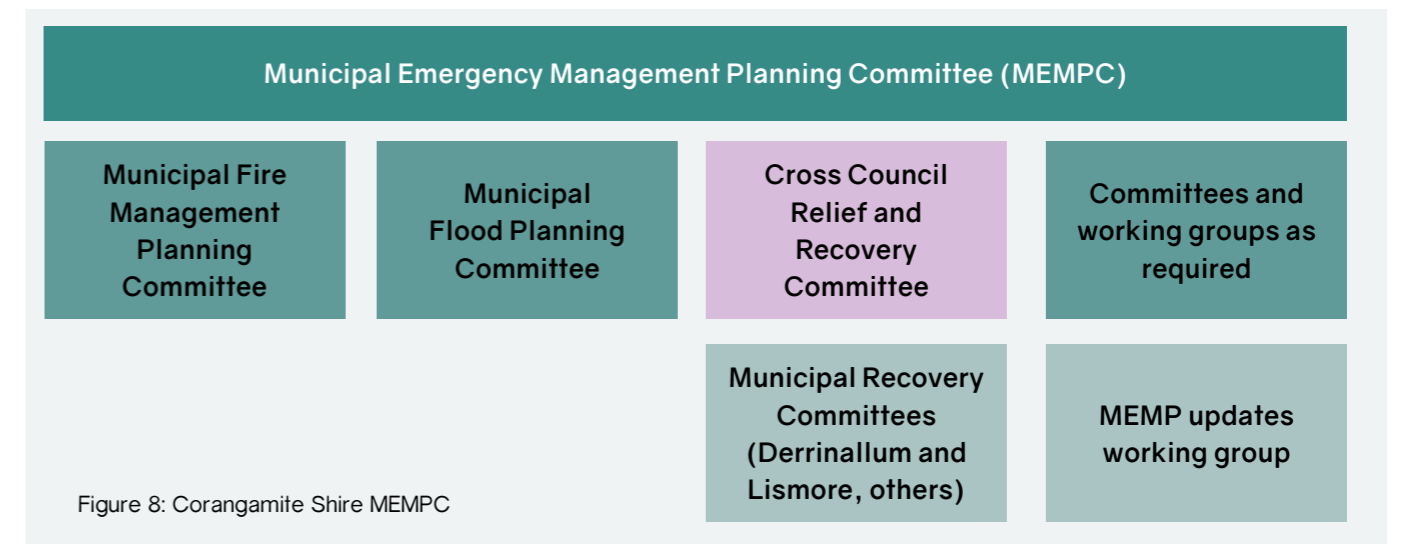 Municipal Emergency Management Planning Committee (MEMPC)
Municipal Fire
Management
Planning
Committee
Municipal
Flood Planning
Committee
Cross Council
Relief and
Recovery
Committee
Committees and
working groups as
required
Municipal Recovery
Committees
(Derrinallum and
Lismore, others)
MEMP updates
working group
Figure 8: Corangamite Shire MEMPC